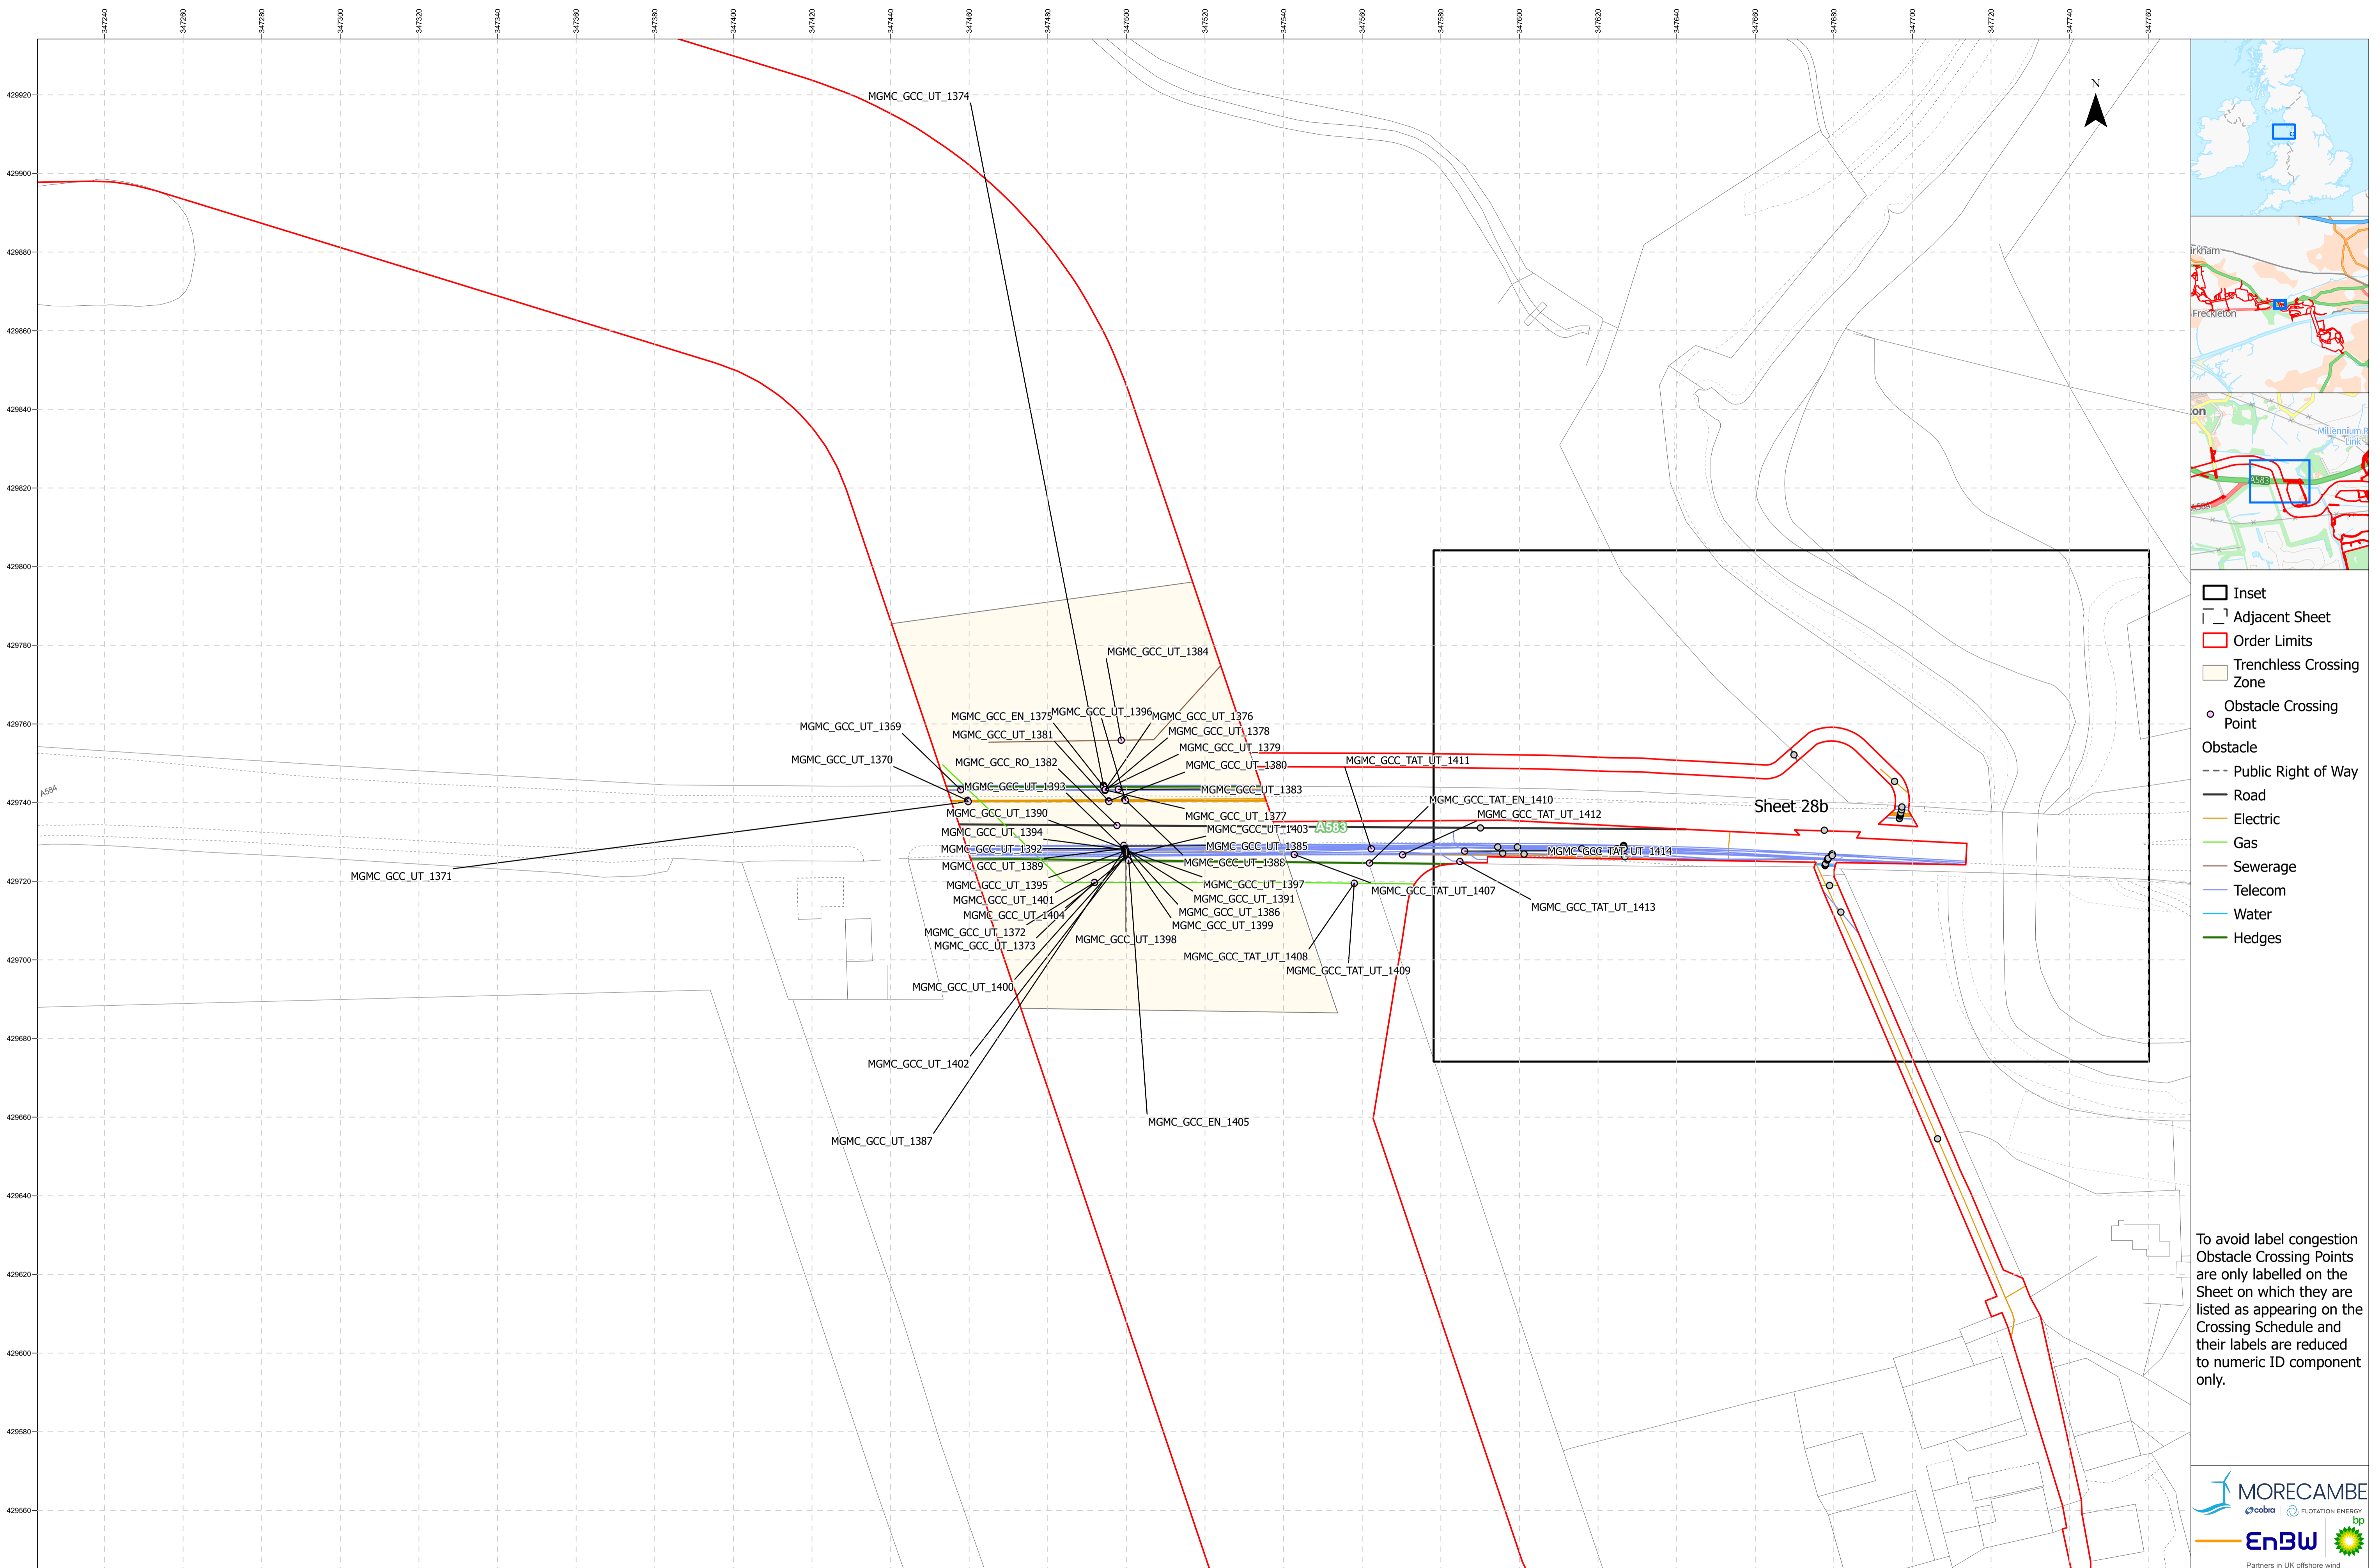 347240
347260
347280
347300
347320
347340
347360
347380
347400
347420
347440
347460
347480
347500
347520
347540
347560
347580
347600
347620
347640
347660
347680
347700
347720
347740
347760
429920
429900
429880
429860
429840
429820
429800
429780
429760
429740
429720
429700
429680
429660
429640
429620
429600
429580
429560
N
MGMC_GCC_UT_1374
MGMC_GCC_UT_1384
MGMC_GCC_UT_1396
MGMC_GCC_EN_1375
MGMC_GCC_UT_1376
MGMC_GCC_UT_1369
MGMC_GCC_UT_1381
MGMC_GCC_UT_1378
MGMC_GCC_UT_1379
MGMC_GCC_UT_1370
MGMC_GCC_RO_1382
MGMC_GCC_UT_1380
MGMC_GCC_TAT_UT_1411
MGMC_GCC_UT_1393
MGMC_GCC_UT_1383
A584
MGMC_GCC_TAT_EN_1410
Sheet 28b
MGMC_GCC_UT_1390
MGMC_GCC_UT_1377
MGMC_GCC_TAT_UT_1412
MGMC_GCC_UT_1394
MGMC_GCC_UT_1403
A583
MGMC_GCC_UT_1392
MGMC_GCC_UT_1385
MGMC_GCC_TAT_UT_1414
MGMC_GCC_UT_1389
MGMC_GCC_UT_1388
MGMC_GCC_UT_1371
MGMC_GCC_UT_1395
MGMC_GCC_UT_1397
MGMC_GCC_TAT_UT_1407
MGMC_GCC_UT_1401
MGMC_GCC_UT_1391
MGMC_GCC_TAT_UT_1413
MGMC_GCC_UT_1404
MGMC_GCC_UT_1386
MGMC_GCC_UT_1399
MGMC_GCC_UT_1372
MGMC_GCC_UT_1373
MGMC_GCC_UT_1398
MGMC_GCC_TAT_UT_1408
MGMC_GCC_TAT_UT_1409
MGMC_GCC_UT_1400
MGMC_GCC_UT_1402
MGMC_GCC_EN_1405
MGMC_GCC_UT_1387
rkham
Freckleton
on
Millennium R
Link
A583
A584
Inset
Adjacent Sheet
Order Limits
Trenchless Crossing
Zone
Obstacle Crossing
Point
Obstacle
Public Right of Way
Road
Electric
Gas
Sewerage
Telecom
Water
Hedges
To avoid label congestion
Obstacle Crossing Points
are only labelled on the
Sheet on which they are
listed as appearing on the
Crossing Schedule and
their labels are reduced
to numeric ID component
only.
MORECAMBE
cobra
FLOTATION ENERGY
EnBW
bp
Partners in UK offshore wind